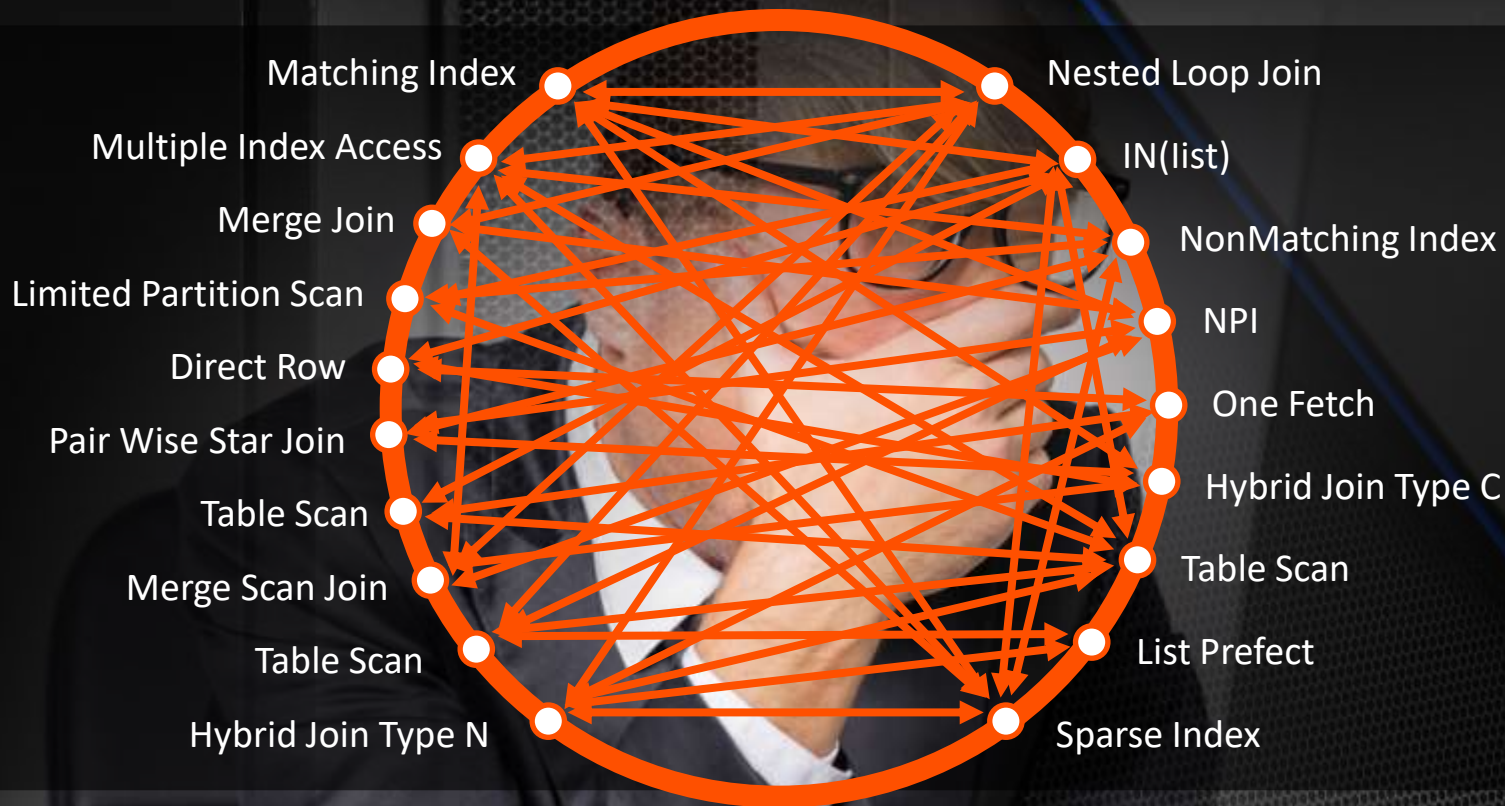 Matching Index
Multiple Index Access
Merge Join
Limited Partition Scan
Direct Row
Pair Wise Star Join
Table Scan
Merge Scan Join
Table Scan
Hybrid Join Type N
Nested Loop Join
IN(list)
NonMatching Index
NPI
One Fetch
Hybrid Join Type C
Table Scan
List Prefect
Sparse Index